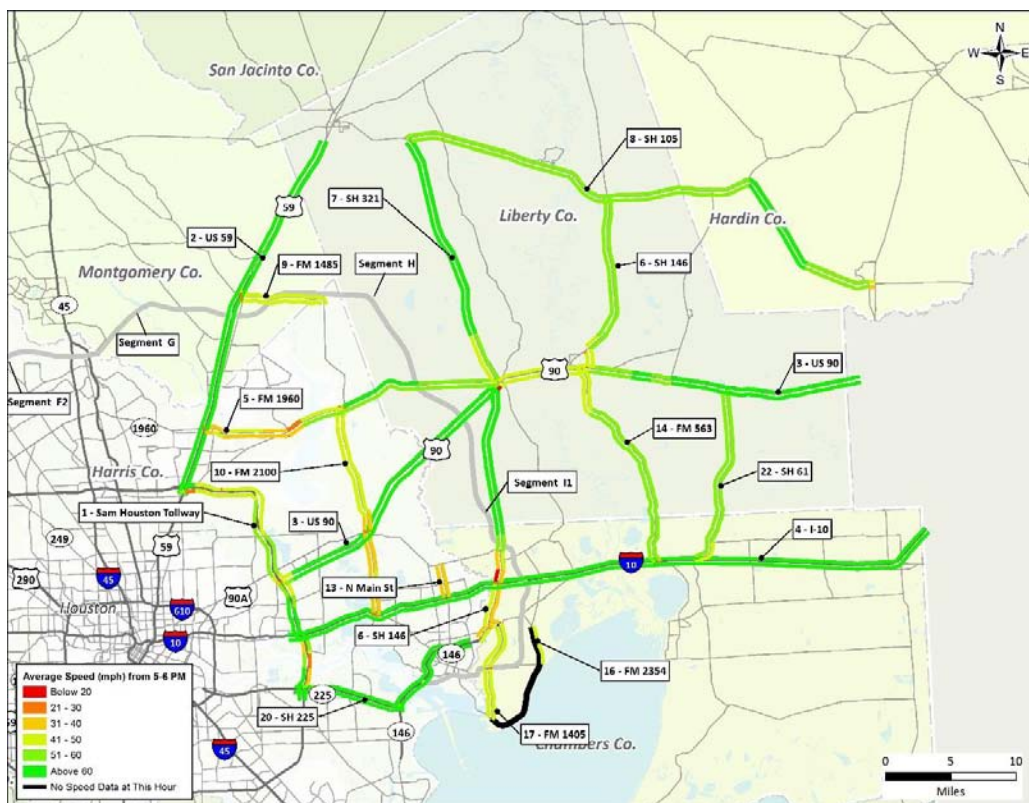 San Jacinto Co.
N
W E
S
8 - SH 105
59
7 - SH 321
Liberty Co.
Hardin Co.
2 - US 59
9 - FM 1485
Segment H
6 - SH 146
Montgomery Co.
45
Segment G
90
3 - US 90
Segment F2
5 - FM 1960
1960
14 - FM 563
90
Harris Co.
10 - FM 2100
22 - SH 61
Segment I1
1 - Sam Houston Tollway
3 - US 90
4 - I-10
249
59
10
13 - N Main St
290
45
90A
Houston
610
6 - SH 146
10
146
16 - FM 2354
225
20 - SH 225
146
17 - FM 1405
Chambers Co.
45
Average Speed (mph) from 5-6 PM
Below 20
21 - 30
31 - 40
41 - 50
51 - 60
Above 60
No Speed Data at This Hour
0 5 10
Miles